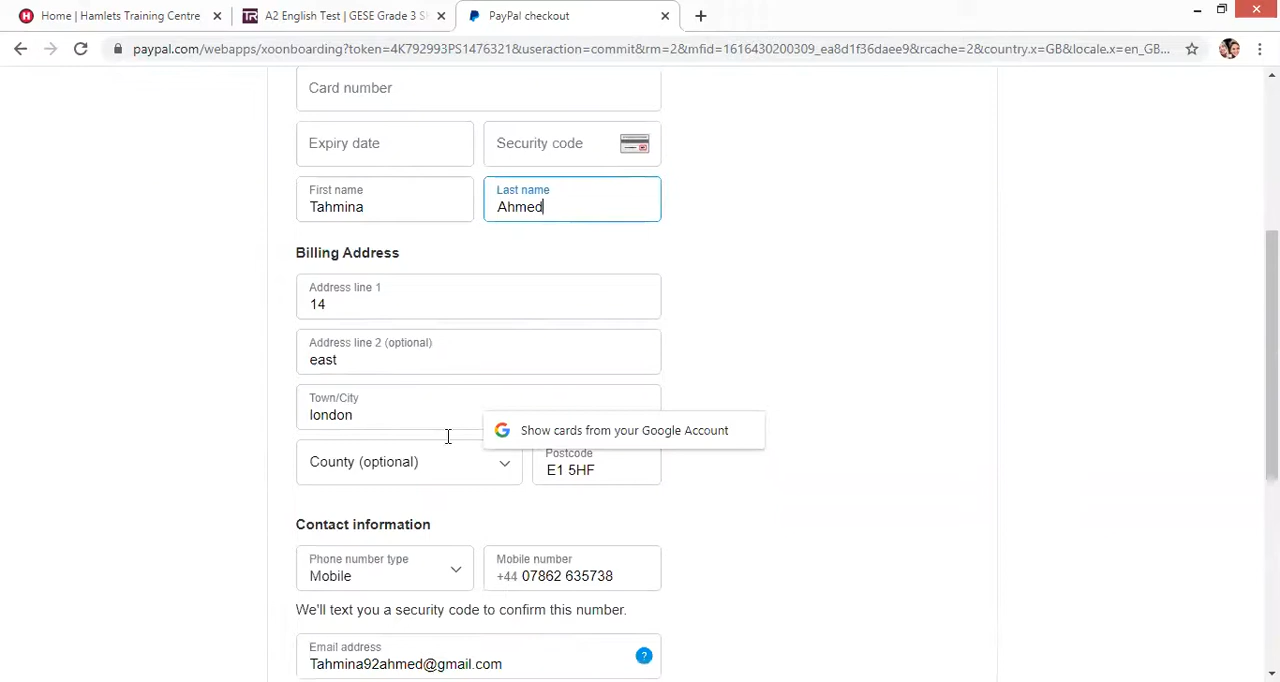 Home | Hamlets Training Centre
A2 English Test | GESE Grade 3 S
PayPal checkout
paypal.com/webapps/xoonboarding?token=4K792993PS1476321&useraction=commit&rm=2&mfid=1616430200309_ea8d1f36daee9&rcache=2&country.x=GB&locale.x=en_GB...
Card number
Expiry date
Security code
First name
Last name
Tahmina
Ahmed
Billing Address
Address line 1
14
Address line 2 (optional)
east
Town/City
london
Show cards from your Google Account
County (optional)
Postcode
E1 5HF
Contact information
Phone number type
Mobile number
Mobile
+44 07862 635738
We'll text you a security code to confirm this number.
Email address
Tahmina92ahmed@gmail.com
?